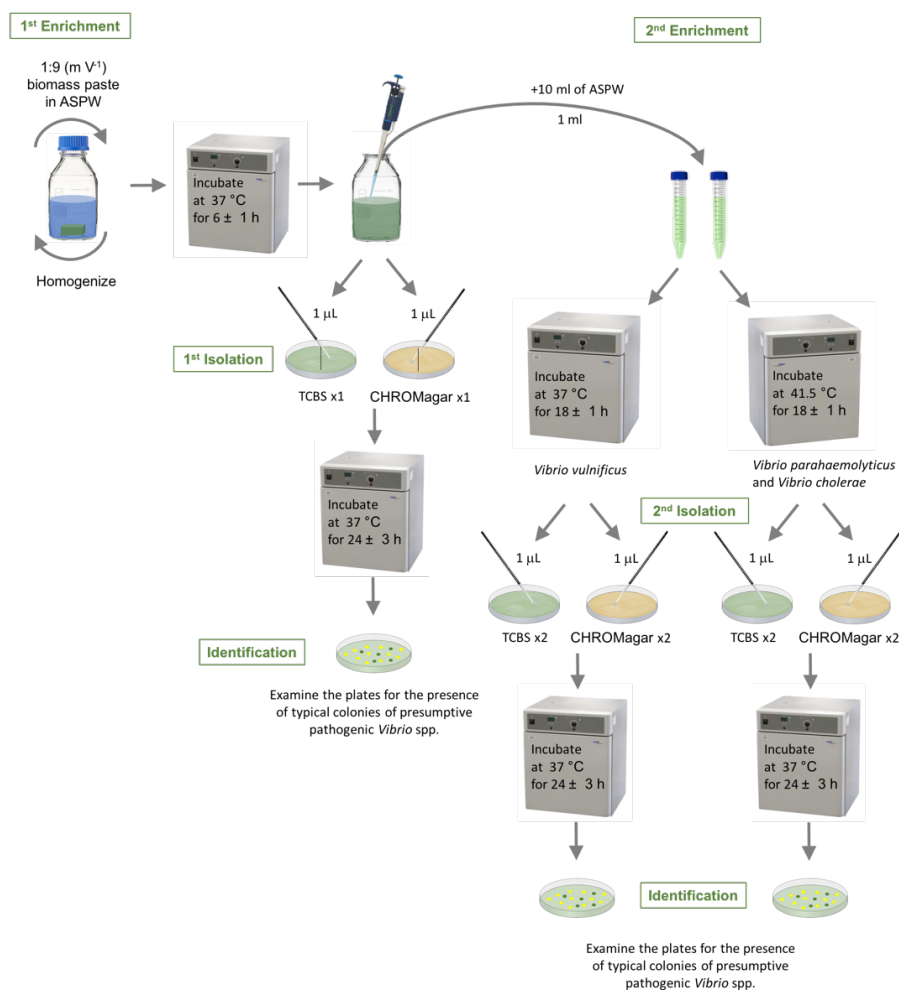 1st Enrichment
1:9 (m V-1)
biomass paste
in ASPW
Homogenize
Incubate
at 37 °C
for 6 ± 1 h
2nd Enrichment
+10 ml of ASPW
1 ml
1st Isolation
1 µL
1 µL
TCBS x1
CHROMagar x1
Incubate
at 37 °C
for 24 ± 3 h
Identification
Examine the plates for the presence
of typical colonies of presumptive
pathogenic Vibrio spp.
Incubate
at 37 °C
for 18 ± 1 h
Incubate
at 41.5 °C
for 18 ± 1 h
Vibrio vulnificus
Vibrio parahaemolyticus
and Vibrio cholerae
2nd Isolation
1 µL
1 µL
1 µL
1 µL
TCBS x2
CHROMagar x2
TCBS x2
CHROMagar x2
Incubate
at 37 °C
for 24 ± 3 h
Incubate
at 37 °C
for 24 ± 3 h
Identification
Examine the plates for the presence
of typical colonies of presumptive
pathogenic Vibrio spp.